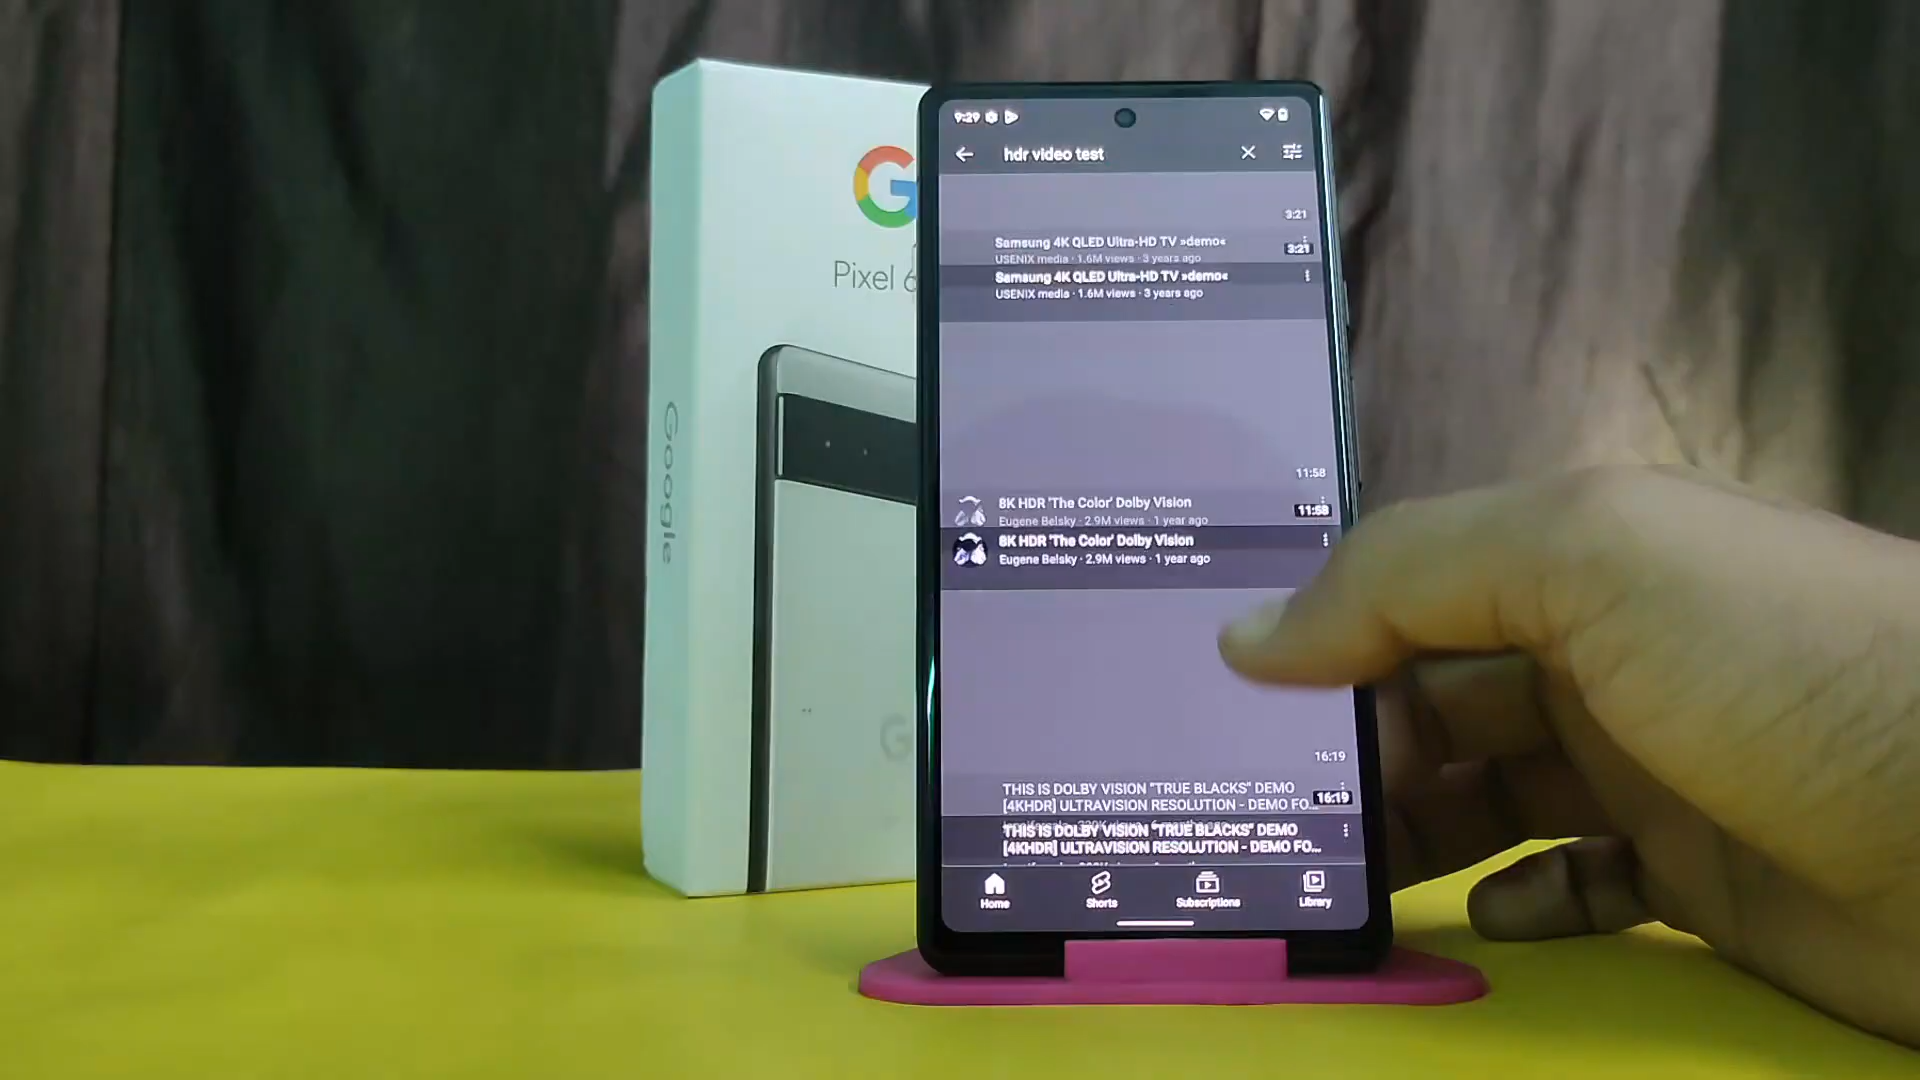 Google
Pixel 6
G
9:29
hdr video test
3:21
Samsung 4K QLED Ultra-HD TV »demo«
3:21
USENIX media · 1.6M views · 3 years ago
Samsung 4K QLED Ultra-HD TV »demo«
USENIX media · 1.6M views · 3 years ago
11:58
8K HDR 'The Color' Dolby Vision
11:58
Eugene Belsky · 2.9M views · 1 year ago
8K HDR 'The Color' Dolby Vision
Eugene Belsky · 2.9M views · 1 year ago
16:19
THIS IS DOLBY VISION "TRUE BLACKS" DEMO
[4KHDR] ULTRAVISION RESOLUTION - DEMO FO...
16:19
THIS IS DOLBY VISION "TRUE BLACKS" DEMO
[4KHDR] ULTRAVISION RESOLUTION - DEMO FO...
Home
Shorts
Subscriptions
Library